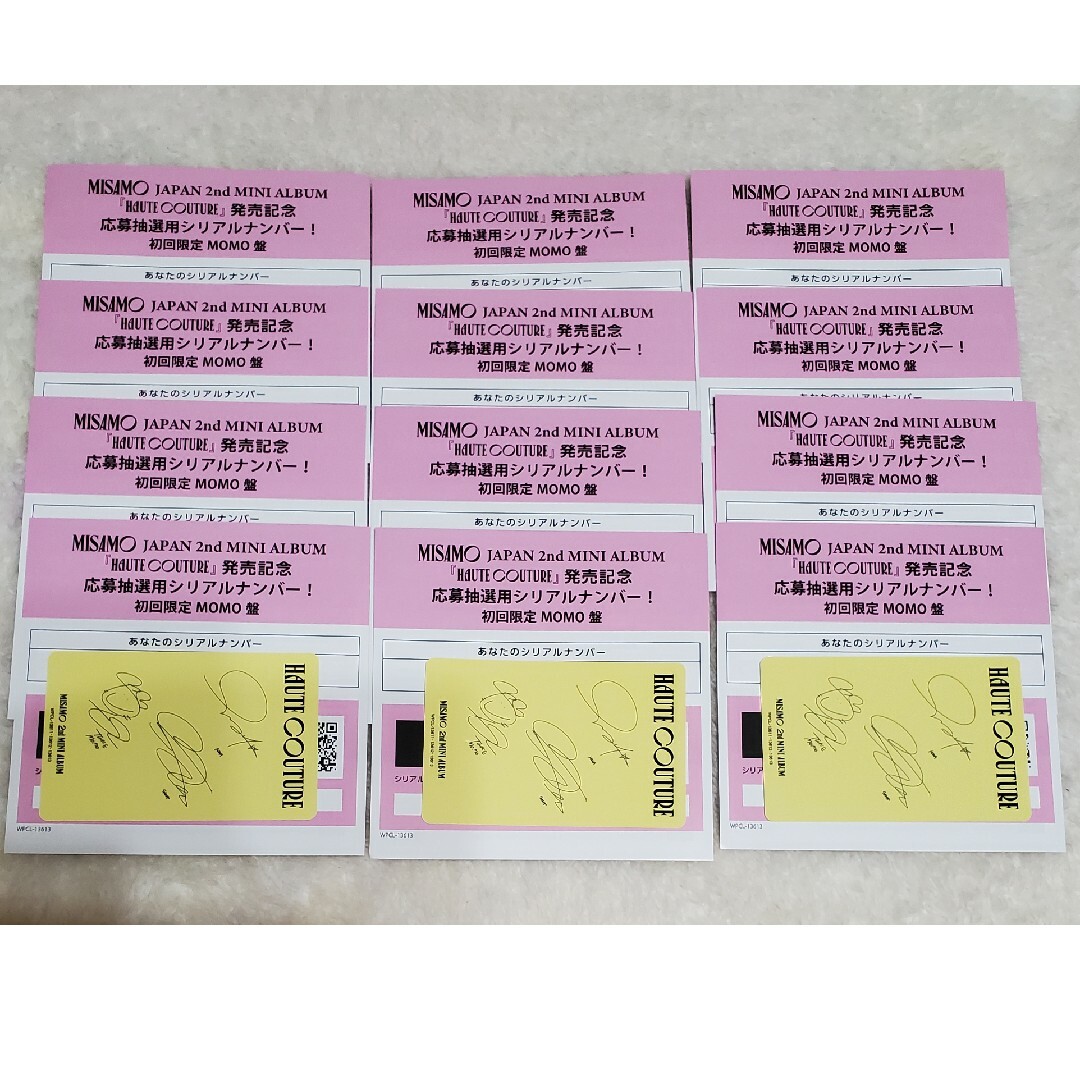 MISAMO JAPAN 2nd MINI ALBUM
『HAUTE COUTURE』発売記念
応募抽選用シリアルナンバー！
初回限定 MOMO 盤
あなたのシリアルナンバー
MISAMO JAPAN 2nd MINI ALBUM
『HAUTE COUTURE』発売記念
応募抽選用シリアルナンバー！
初回限定 MOMO 盤
あなたのシリアルナンバー
MISAMO JAPAN 2nd MINI ALBUM
『HAUTE COUTURE』発売記念
応募抽選用シリアルナンバー！
初回限定 MOMO 盤
あなたのシリアルナンバー
MISAMO JAPAN 2nd MINI ALBUM
『HAUTE COUTURE』発売記念
応募抽選用シリアルナンバー！
初回限定 MOMO 盤
あなたのシリアルナンバー
MISAMO JAPAN 2nd MINI ALBUM
『HAUTE COUTURE』発売記念
応募抽選用シリアルナンバー！
初回限定 MOMO 盤
あなたのシリアルナンバー
MISAMO JAPAN 2nd MINI ALBUM
『HAUTE COUTURE』発売記念
応募抽選用シリアルナンバー！
初回限定 MOMO 盤
あなたのシリアルナンバー
MISAMO JAPAN 2nd MINI ALBUM
『HAUTE COUTURE』発売記念
応募抽選用シリアルナンバー！
初回限定 MOMO 盤
あなたのシリアルナンバー
MISAMO JAPAN 2nd MINI ALBUM
『HAUTE COUTURE』発売記念
応募抽選用シリアルナンバー！
初回限定 MOMO 盤
あなたのシリアルナンバー
MISAMO JAPAN 2nd MINI ALBUM
『HAUTE COUTURE』発売記念
応募抽選用シリアルナンバー！
初回限定 MOMO 盤
あなたのシリアルナンバー
MISAMO JAPAN 2nd MINI ALBUM
『HAUTE COUTURE』発売記念
応募抽選用シリアルナンバー！
初回限定 MOMO 盤
あなたのシリアルナンバー
HAUTE COUTURE
MISAMO 2nd MINI ALBUM
シリ
WPCL-13613
MISAMO JAPAN 2nd MINI ALBUM
『HAUTE COUTURE』発売記念
応募抽選用シリアルナンバー！
初回限定 MOMO 盤
あなたのシリアルナンバー
HAUTE COUTURE
MISAMO 2nd MINI ALBUM
シリア
WPCL-13613
MISAMO JAPAN 2nd MINI ALBUM
『HAUTE COUTURE』発売記念
応募抽選用シリアルナンバー！
初回限定 MOMO 盤
あなたのシリアルナンバー
HAUTE COUTURE
MISAMO 2nd MINI ALBUM
シリア
WPCL-13613